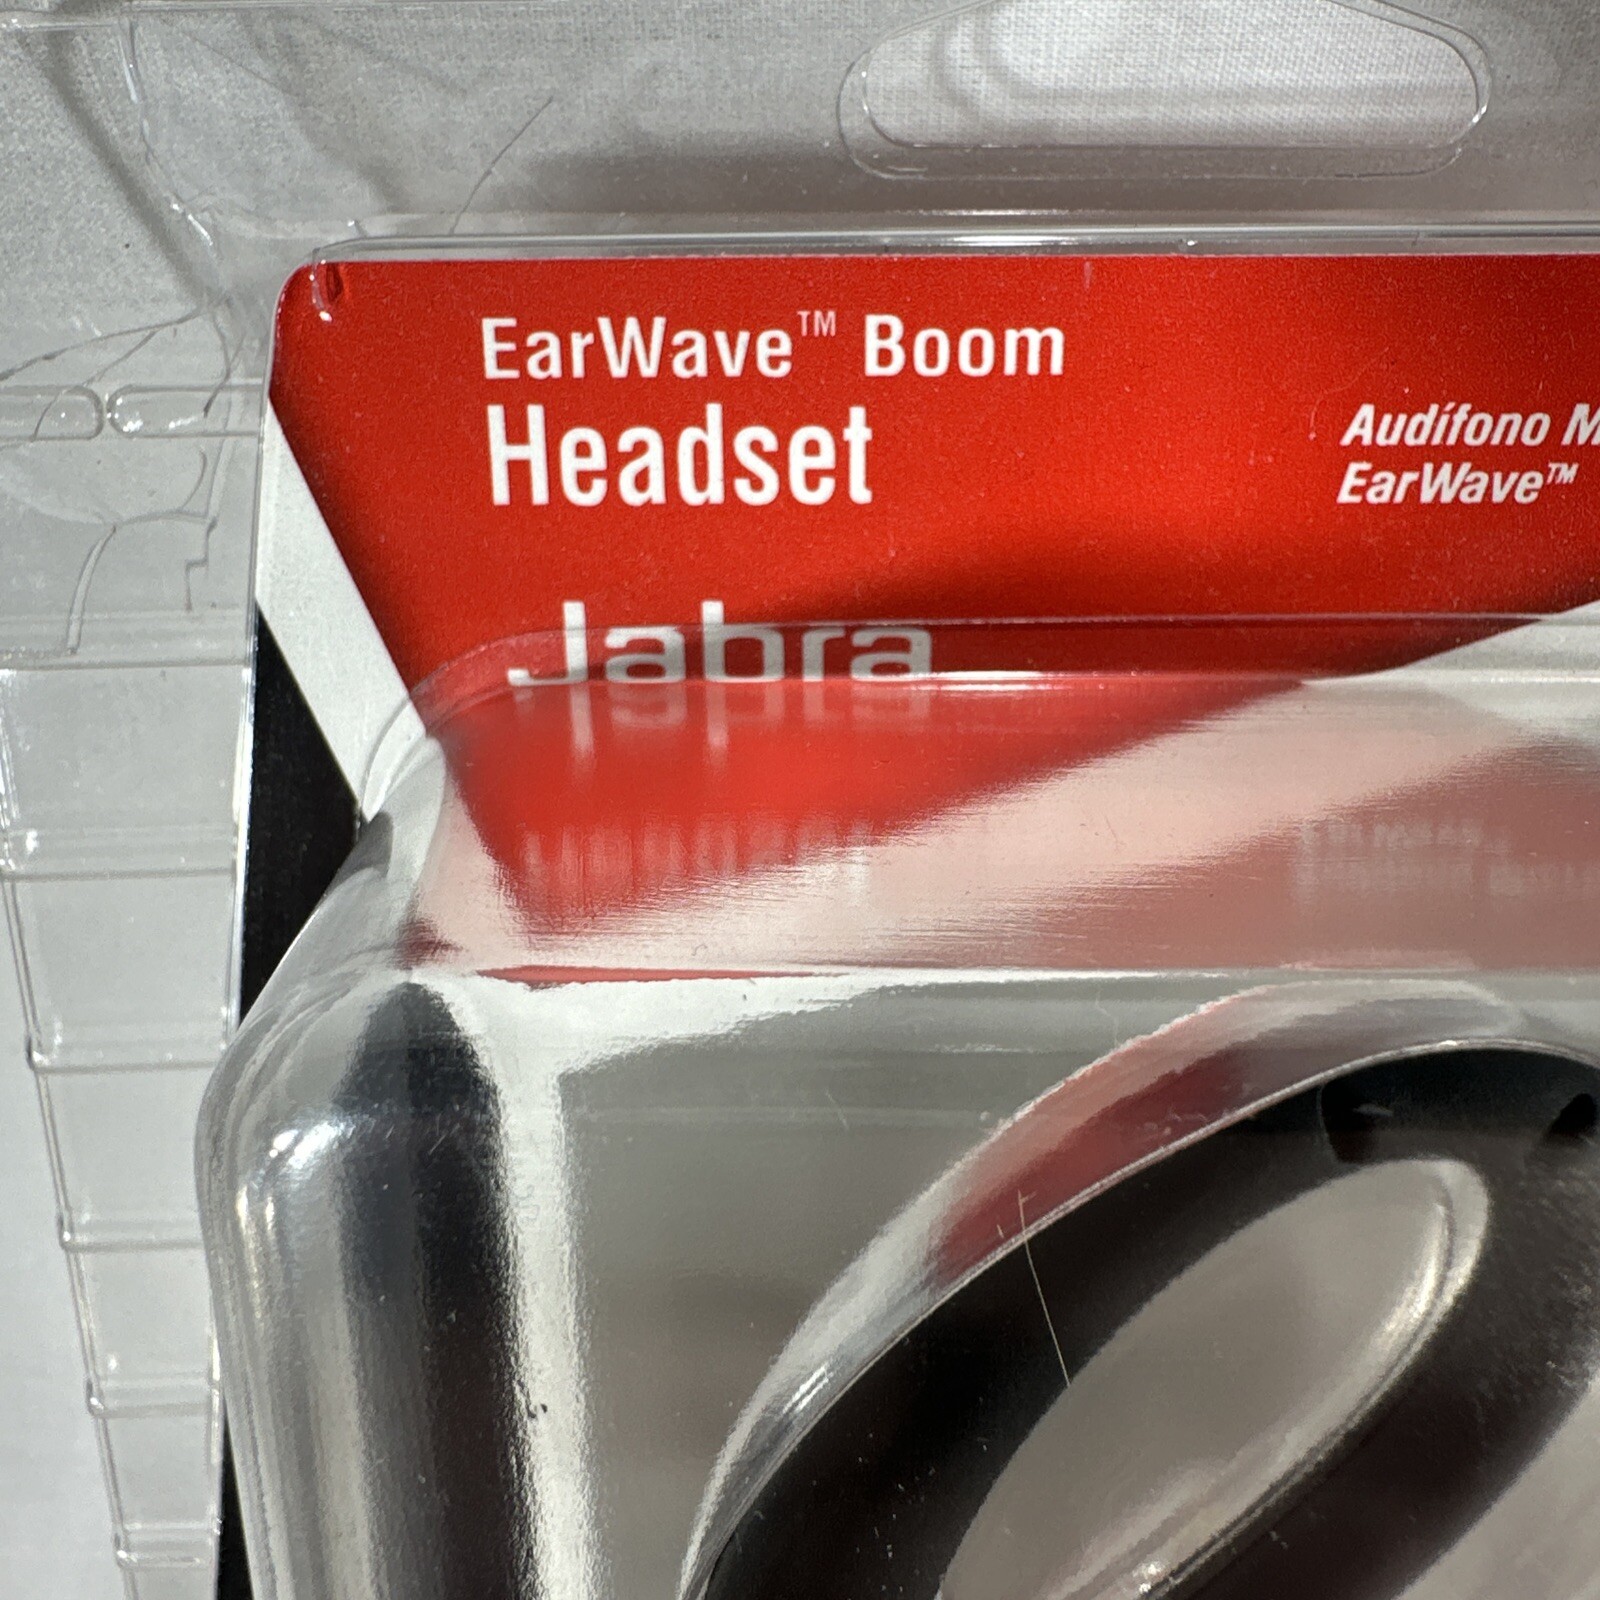 EarWave™ Boom
Headset
Audífono M
EarWave™
Jabra